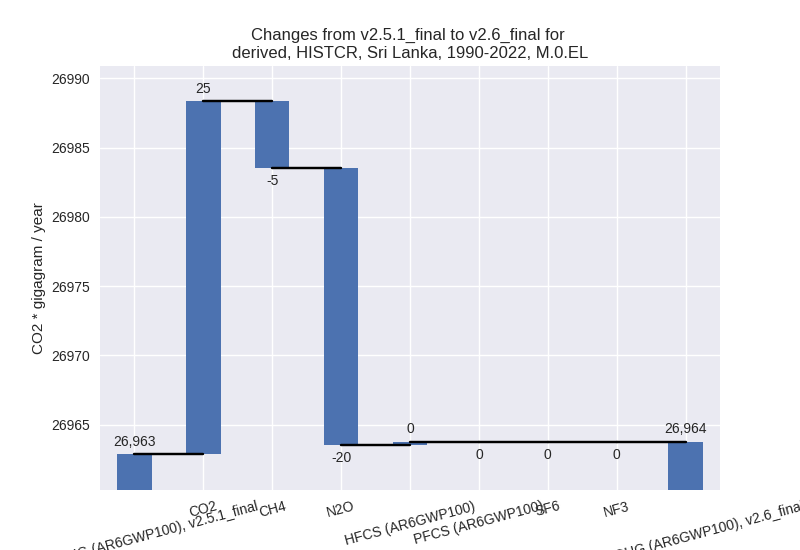 Changes from v2.5.1_final to v2.6_final for
derived, HISTCR, Sri Lanka, 1990-2022, M.0.EL
CO2 * gigagram / year
26990
26985
26980
26975
26970
26965
26,963
25
-5
-20
0
0
0
0
26,964
(AR6GWP100), v2.5.1_final
CO2
CH4
N2O
HFCS (AR6GWP100)
PFCS (AR6GWP100)
SF6
NF3
(AR6GWP100), v2.6_final